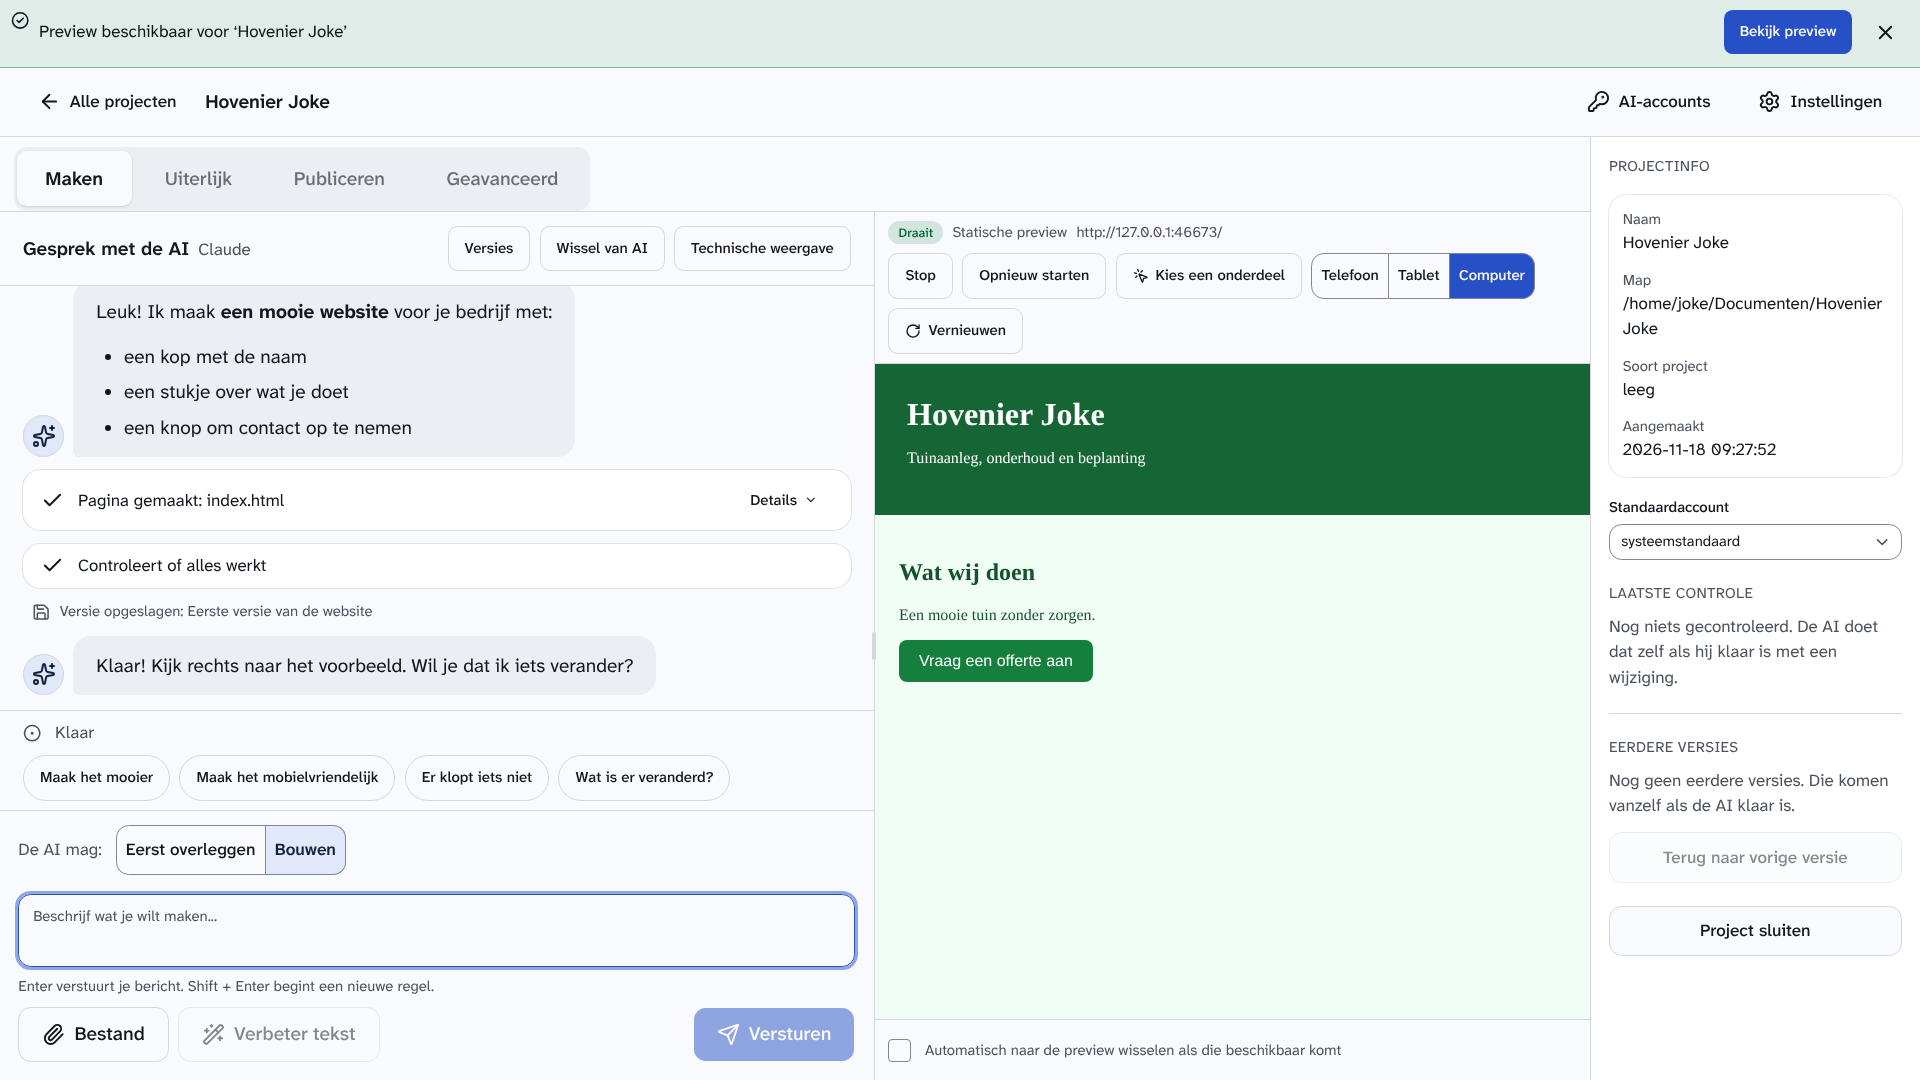 Preview beschikbaar voor ‘Hovenier Joke’
Bekijk preview
Alle projecten
Hovenier Joke
AI-accounts
Instellingen
Maken
Uiterlijk
Publiceren
Geavanceerd
Gesprek met de AI Claude
Versies
Wissel van AI
Technische weergave
Leuk! Ik maak een mooie website voor je bedrijf met:
• een kop met de naam
• een stukje over wat je doet
• een knop om contact op te nemen
Pagina gemaakt: index.html
Details
Controleert of alles werkt
Versie opgeslagen: Eerste versie van de website
Klaar! Kijk rechts naar het voorbeeld. Wil je dat ik iets verander?
Klaar
Maak het mooier
Maak het mobielvriendelijk
Er klopt iets niet
Wat is er veranderd?
De AI mag:
Eerst overleggen
Bouwen
Beschrijf wat je wilt maken...
Enter verstuurt je bericht. Shift + Enter begint een nieuwe regel.
Bestand
Verbeter tekst
Versturen
Draait
Statische preview http://127.0.0.1:46673/
Stop
Opnieuw starten
Kies een onderdeel
Telefoon
Tablet
Computer
Vernieuwen
Hovenier Joke
Tuinaanleg, onderhoud en beplanting
Wat wij doen
Een mooie tuin zonder zorgen.
Vraag een offerte aan
Automatisch naar de preview wisselen als die beschikbaar komt
PROJECTINFO
Naam
Hovenier Joke
Map
/home/joke/Documenten/Hovenier
Joke
Soort project
leeg
Aangemaakt
2026-11-18 09:27:52
Standaardaccount
systeemstandaard
LAATSTE CONTROLE
Nog niets gecontroleerd. De AI doet
dat zelf als hij klaar is met een
wijziging.
EERDERE VERSIES
Nog geen eerdere versies. Die komen
vanzelf als de AI klaar is.
Terug naar vorige versie
Project sluiten